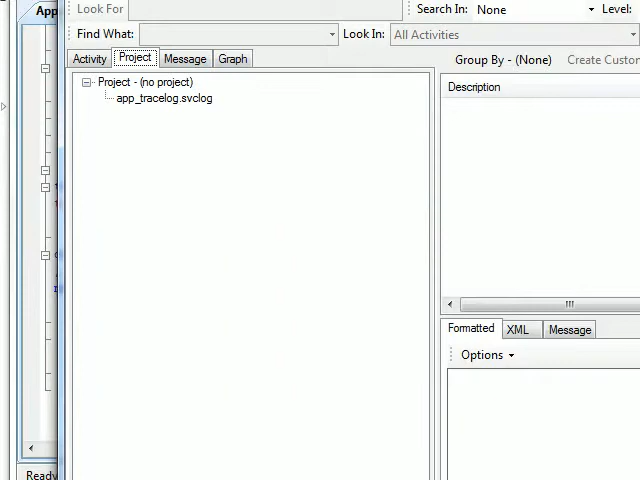 App
Look For
Search In: None Level:
Find What: Look In: All Activities
Activity Project Message Graph
Group By - (None) Create Custor
Project - (no project)
app_tracelog.svclog
Description
Formatted XML Message
Options
Ready